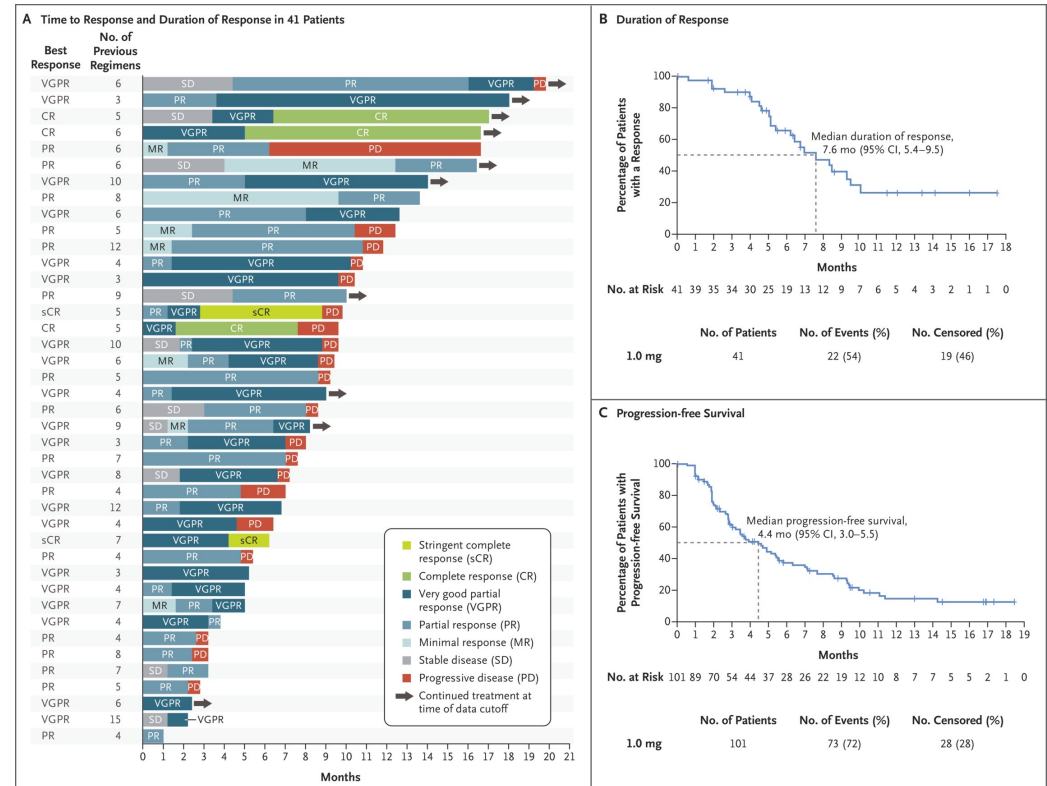 A Time to Response and Duration of Response in 41 Patients
Best Response
No. of Previous Regimens
VGPR 6 SD PR VGPR PD
VGPR 3 PR VGPR
CR 5 SD VGPR CR
CR 6 VGPR CR
PR 6 MR PR PD
PR 6 SD MR PR
VGPR 10 PR VGPR
PR 8 MR PR
VGPR 6 PR VGPR
PR 5 MR PR PD
PR 12 MR PR PD
VGPR 4 PR VGPR PD
VGPR 3 VGPR PD
PR 9 SD PR
sCR 5 PR VGPR sCR PD
CR 5 VGPR CR PD
VGPR 10 SD PR VGPR PD
VGPR 6 MR PR VGPR PD
PR 5 PR PD
VGPR 4 PR VGPR
PR 6 SD PR PD
VGPR 9 SD MR PR VGPR
VGPR 3 PR VGPR PD
PR 7 PR PD
VGPR 8 SD VGPR PD
PR 4 PR PD
VGPR 12 PR VGPR
VGPR 4 VGPR PD
sCR 7 VGPR sCR
PR 4 PR PD
VGPR 3 VGPR
VGPR 4 PR VGPR
VGPR 7 MR PR VGPR
VGPR 4 VGPR PR
PR 4 PR PD
PR 8 PR PD
PR 7 SD PR
PR 5 PR PD
VGPR 6 VGPR
VGPR 15 SD VGPR
PR 4 PR
0 1 2 3 4 5 6 7 8 9 10 11 12 13 14 15 16 17 18 19 20 21
Months
Stringent complete
response (sCR)
Complete response (CR)
Very good partial
response (VGPR)
Partial response (PR)
Minimal response (MR)
Stable disease (SD)
Progressive disease (PD)
Continued treatment at
time of data cutoff
B Duration of Response
Percentage of Patients
with a Response
100
80
60
40
20
0
Median duration of response,
7.6 mo (95% CI, 5.4–9.5)
0 1 2 3 4 5 6 7 8 9 10 11 12 13 14 15 16 17 18
Months
No. at Risk 41 39 35 34 30 25 19 13 12 9 7 6 5 4 3 2 1 1 0
No. of Patients No. of Events (%) No. Censored (%)
1.0 mg 41 22 (54) 19 (46)
C Progression-free Survival
Percentage of Patients with
Progression-free Survival
100
80
60
40
20
0
Median progression-free survival,
4.4 mo (95% CI, 3.0–5.5)
0 1 2 3 4 5 6 7 8 9 10 11 12 13 14 15 16 17 18 19
Months
No. at Risk 101 89 70 54 44 37 28 26 22 19 12 10 8 7 7 5 5 2 1 0
No. of Patients No. of Events (%) No. Censored (%)
1.0 mg 101 73 (72) 28 (28)